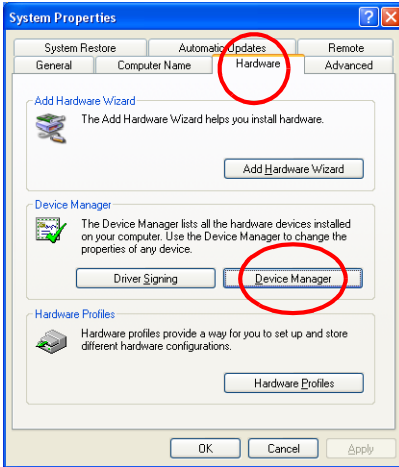 System Properties
System Restore Automatic Updates Remote
General Computer Name Hardware Advanced
Add Hardware Wizard
The Add Hardware Wizard helps you install hardware.
Add Hardware Wizard
Device Manager
The Device Manager lists all the hardware devices installed
on your computer. Use the Device Manager to change the
properties of any device.
Driver Signing Device Manager
Hardware Profiles
Hardware profiles provide a way for you to set up and store
different hardware configurations.
Hardware Profiles
OK Cancel Apply